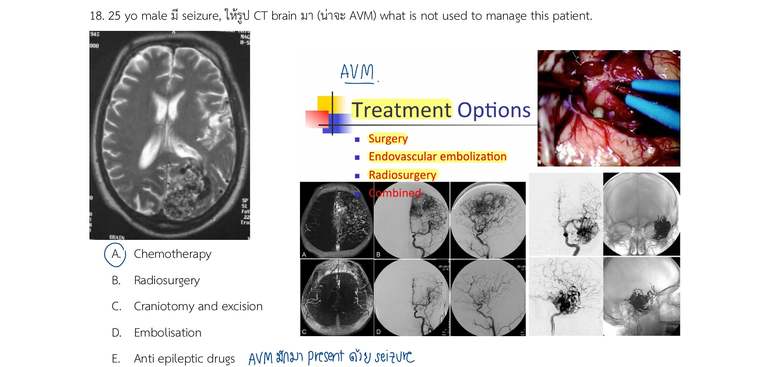 18. 25 yo male มี seizure, ให้รูป CT brain มา (น่าจะ AVM) what is not used to manage this patient.
AVM.
Treatment Options
Surgery
Endovascular embolization
Radiosurgery
Combined
A B
C D
BRAIN
A. Chemotherapy
B. Radiosurgery
C. Craniotomy and excision
D. Embolisation
E. Anti epileptic drugs AVM มักมา present ด้วย seizure